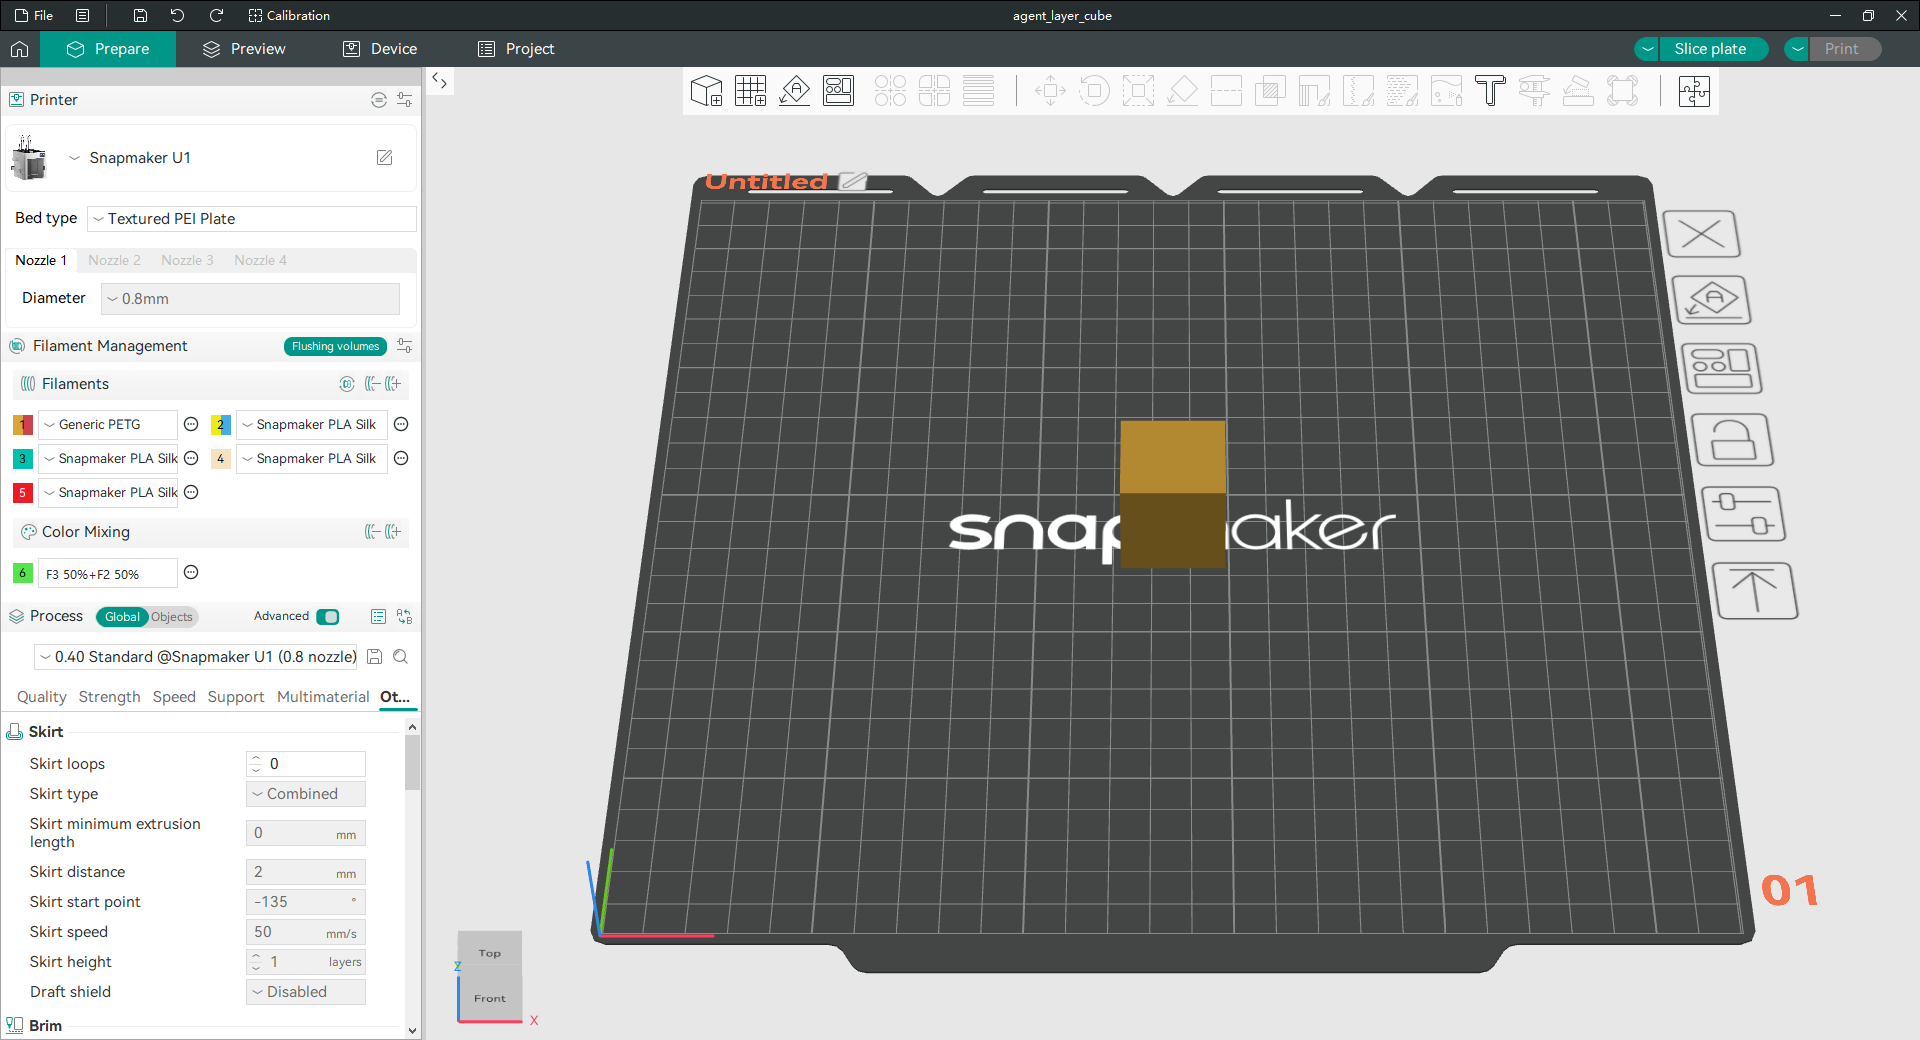 File
Calibration
agent_layer_cube
Prepare
Preview
Device
Project
Slice plate
Print
Printer
Snapmaker U1
Bed type
Textured PEI Plate
Nozzle 1
Nozzle 2
Nozzle 3
Nozzle 4
Diameter
0.8mm
Filament Management
Flushing volumes
Filaments
1 Generic PETG
2 Snapmaker PLA Silk
3 Snapmaker PLA Silk
4 Snapmaker PLA Silk
5 Snapmaker PLA Silk
Color Mixing
6 F3 50%+F2 50%
Process
Global
Objects
Advanced
0.40 Standard @Snapmaker U1 (0.8 nozzle)
Quality
Strength
Speed
Support
Multimaterial
Ot...
Skirt
Skirt loops
0
Skirt type
Combined
Skirt minimum extrusion
length
0 mm
Skirt distance
2 mm
Skirt start point
-135 °
Skirt speed
50 mm/s
Skirt height
1 layers
Draft shield
Disabled
Brim
Untitled
snap
aker
01
Top
Front
Z
X